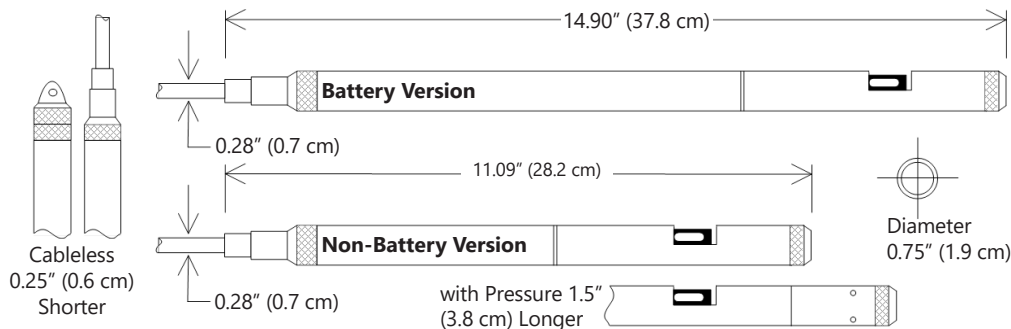 14.90” (37.8 cm)
Battery Version
0.28” (0.7 cm)
11.09” (28.2 cm)
Cableless
0.25” (0.6 cm)
Shorter
Non-Battery Version
Diameter
0.75” (1.9 cm)
0.28” (0.7 cm)
with Pressure 1.5”
(3.8 cm) Longer